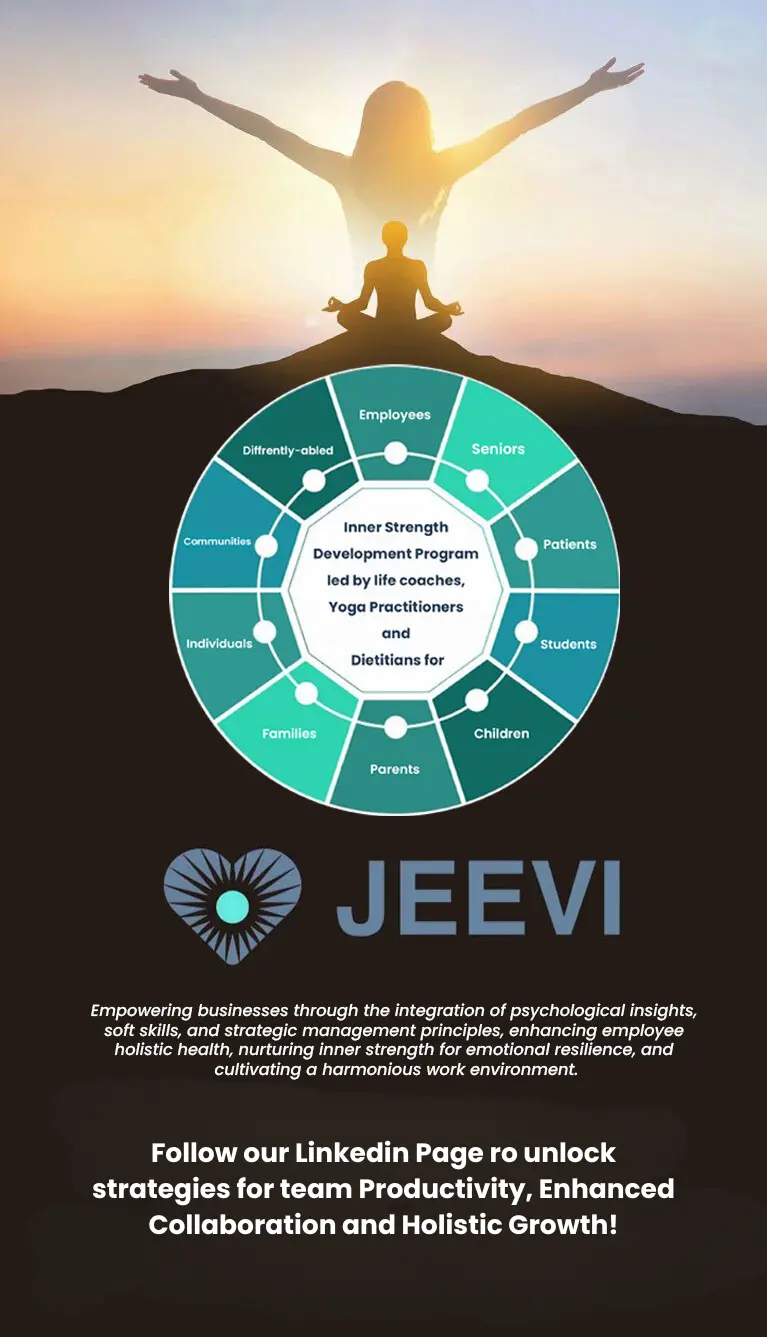 Employees
Seniors
Patients
Students
Children
Parents
Families
Individuals
Communities
Diffrently-abled
Inner Strength
Development Program
led by life coaches,
Yoga Practitioners
and
Dietitians for
JEEVI
Empowering businesses through the integration of psychological insights,
soft skills, and strategic management principles, enhancing employee
holistic health, nurturing inner strength for emotional resilience, and
cultivating a harmonious work environment.
Follow our Linkedin Page ro unlock
strategies for team Productivity, Enhanced
Collaboration and Holistic Growth!